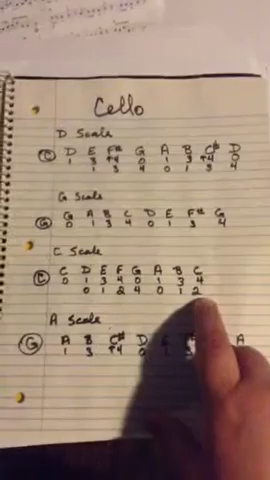 Cello
D Scale
C D E F# G A B C# D
1 3 ↑4 0 1 3 ↑4 0
1 3 4 0 1 3 4
G Scale
G G A B C D E F# G
0 1 3 4 0 1 3 4
C Scale
C C D E F G A B C
0 1 3 4 0 1 3 4
0 1 2 4 0 1 2
A Scale
G A B C# D A
1 3 ↑4 0